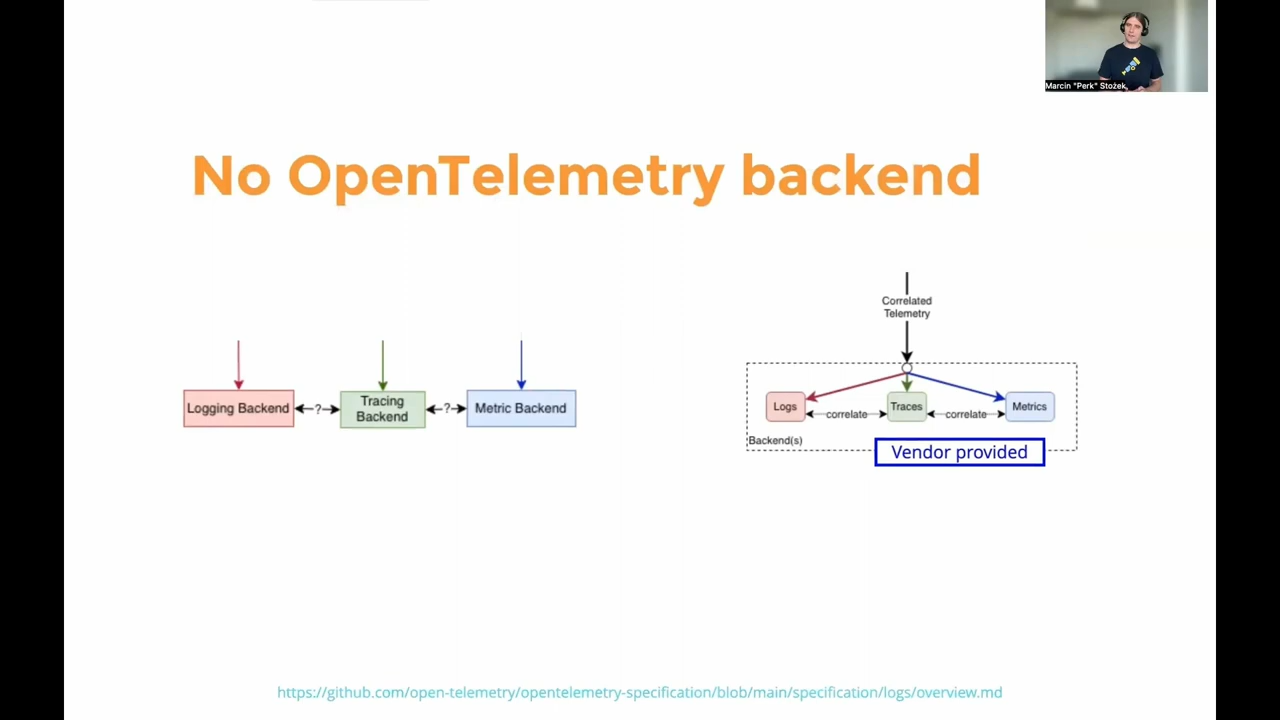 Marcin "Perk" Stożek
No OpenTelemetry backend
Correlated
Telemetry
Logging Backend
?
Tracing
Backend
?
Metric Backend
Logs
correlate
Traces
correlate
Metrics
Backend(s)
Vendor provided
https://github.com/open-telemetry/opentelemetry-specification/blob/main/specification/logs/overview.md